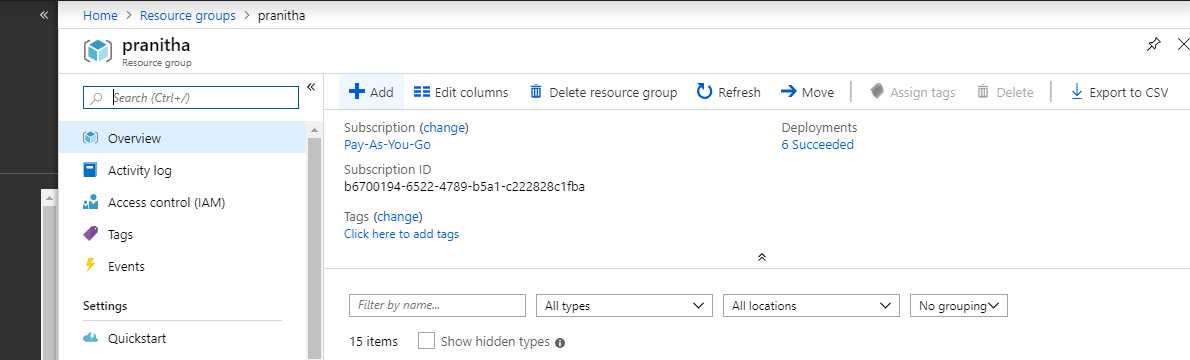 Home > Resource groups > pranitha
pranitha
Resource group
Search (Ctrl+/)
Overview
Activity log
Access control (IAM)
Tags
Events
Settings
Quickstart
Add Edit columns Delete resource group Refresh Move Assign tags Delete Export to CSV
Subscription (change)
Pay-As-You-Go
Subscription ID
b6700194-6522-4789-b5a1-c222828c1fba
Tags (change)
Click here to add tags
Deployments
6 Succeeded
Filter by name... All types All locations No grouping
15 items Show hidden types